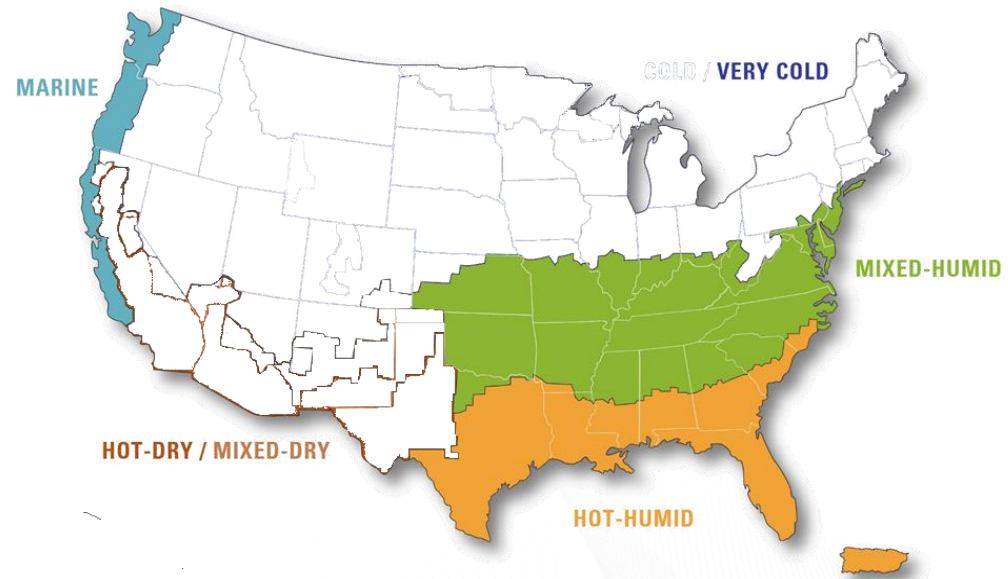 COLD / VERY COLD
MARINE
MIXED-HUMID
HOT-DRY / MIXED-DRY
HOT-HUMID